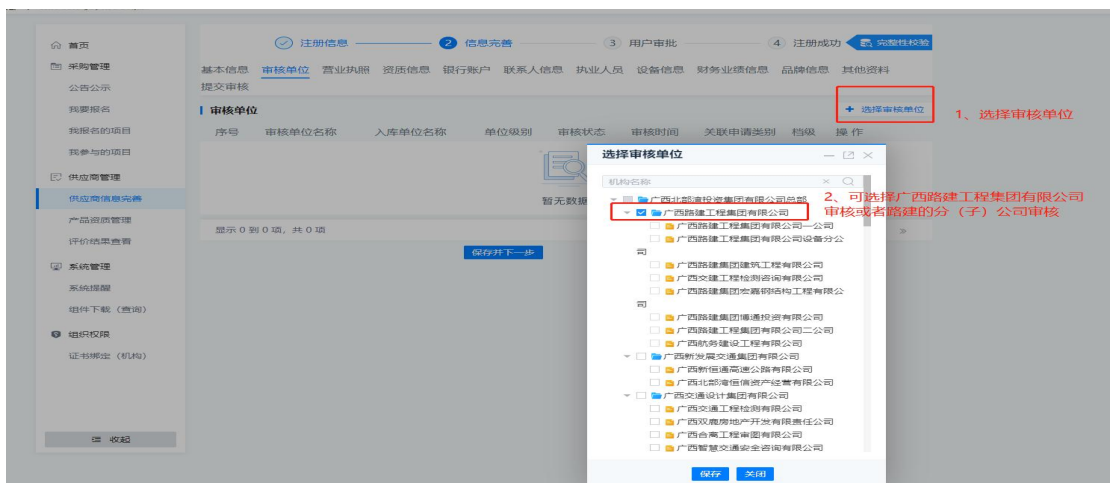 首页
采购管理
公告公示
我要报名
我报名的项目
我参与的项目
供应商管理
供应商信息完善
产品资质管理
评价结果查看
系统管理
系统提醒
组件下载（查询）
组织权限
证书绑定（机构）
收起
注册信息 2 信息完善 3 用户审批 4 注册成功 完整性校验
基本信息 审核单位 营业执照 资质信息 银行账户 联系人信息 执业人员 设备信息 财务业绩信息 品牌信息 其他资料
提交审核
审核单位
+ 选择审核单位
1、选择审核单位
序号 审核单位名称 入库单位名称 单位级别 审核状态 审核时间 关联申请类别 档级 操作
暂无数据
显示 0 到 0 项，共 0 项
保存并下一步
选择审核单位
机构名称
广西北部湾投资集团有限公司总部
2、可选择广西路建工程集团有限公司
审核或者路建的分（子）公司审核
广西路建工程集团有限公司
广西路建工程集团有限公司一公司
广西路建工程集团有限公司设备分公
司
广西路建集团建筑工程有限公司
广西交建工程检测咨询有限公司
广西路建集团宏嘉钢结构工程有限公
司
广西路建集团博通投资有限公司
广西路建工程集团有限公司二公司
广西航务建设工程有限公司
广西新发展交通集团有限公司
广西新恒通高速公路有限公司
广西北部湾恒信资产经营有限公司
广西交通设计集团有限公司
广西交通工程检测有限公司
广西双鹿房地产开发有限责任公司
广西合高工程审图有限公司
广西智慧交通安全咨询有限公司
保存 关闭